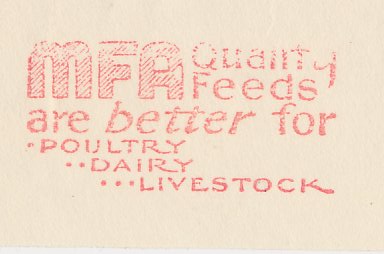 MFA Quality
Feeds
are better for
·POULTRY
··DAIRY
···LIVESTOCK